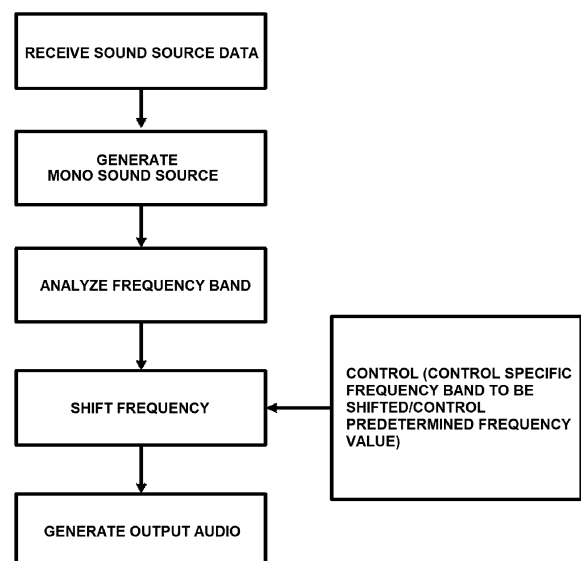 RECEIVE SOUND SOURCE DATA
GENERATE
MONO SOUND SOURCE
ANALYZE FREQUENCY BAND
SHIFT FREQUENCY
CONTROL (CONTROL SPECIFIC
FREQUENCY BAND TO BE
SHIFTED/CONTROL
PREDETERMINED FREQUENCY
VALUE)
GENERATE OUTPUT AUDIO